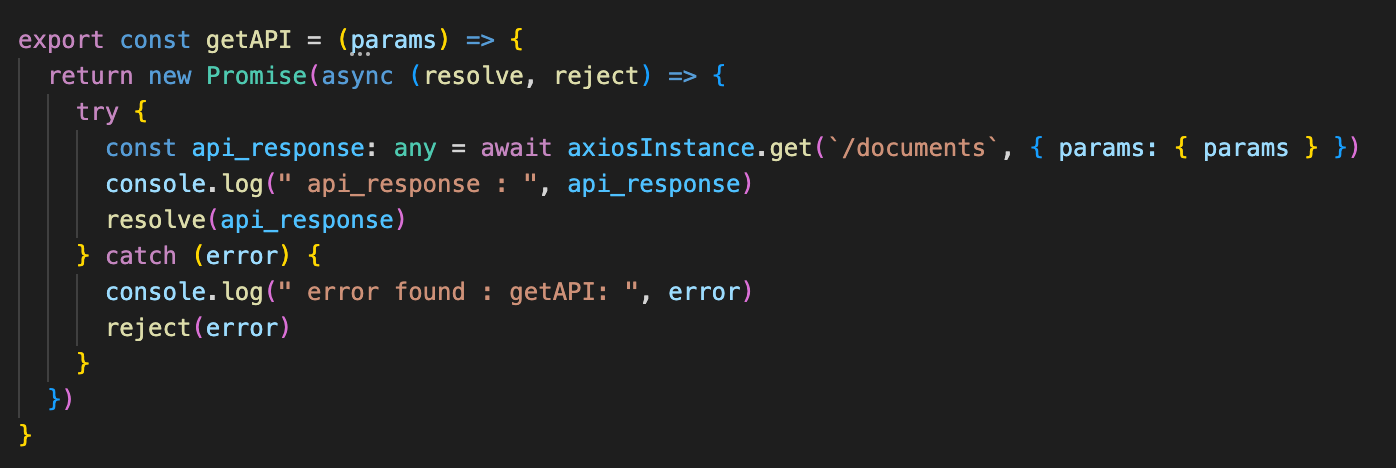 export const getAPI = (params) => {
  return new Promise(async (resolve, reject) => {
    try {
      const api_response: any = await axiosInstance.get(`/documents`, { params: { params } })
      console.log(" api_response : ", api_response)
      resolve(api_response)
    } catch (error) {
      console.log(" error found : getAPI: ", error)
      reject(error)
    }
  })
}